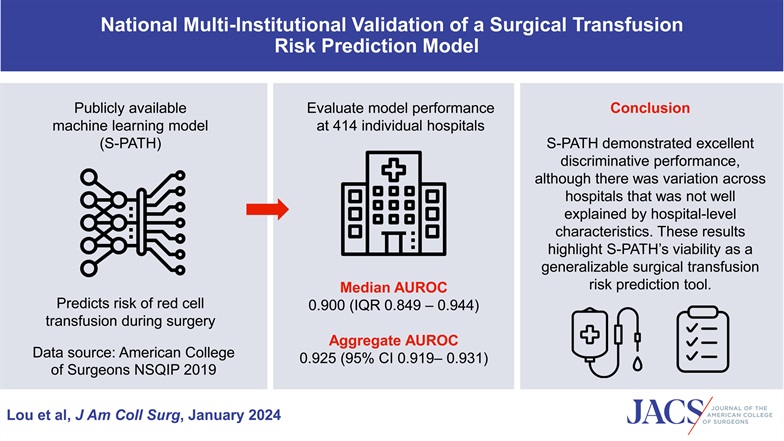 National Multi-Institutional Validation of a Surgical Transfusion
Risk Prediction Model
Publicly available
machine learning model
(S-PATH)
Predicts risk of red cell
transfusion during surgery
Data source: American College
of Surgeons NSQIP 2019
Evaluate model performance
at 414 individual hospitals
Median AUROC
0.900 (IQR 0.849 – 0.944)
Aggregate AUROC
0.925 (95% CI 0.919– 0.931)
Conclusion
S-PATH demonstrated excellent
discriminative performance,
although there was variation across
hospitals that was not well
explained by hospital-level
characteristics. These results
highlight S-PATH’s viability as a
generalizable surgical transfusion
risk prediction tool.
Lou et al, J Am Coll Surg, January 2024
JACS
JOURNAL OF THE
AMERICAN COLLEGE
OF SURGEONS